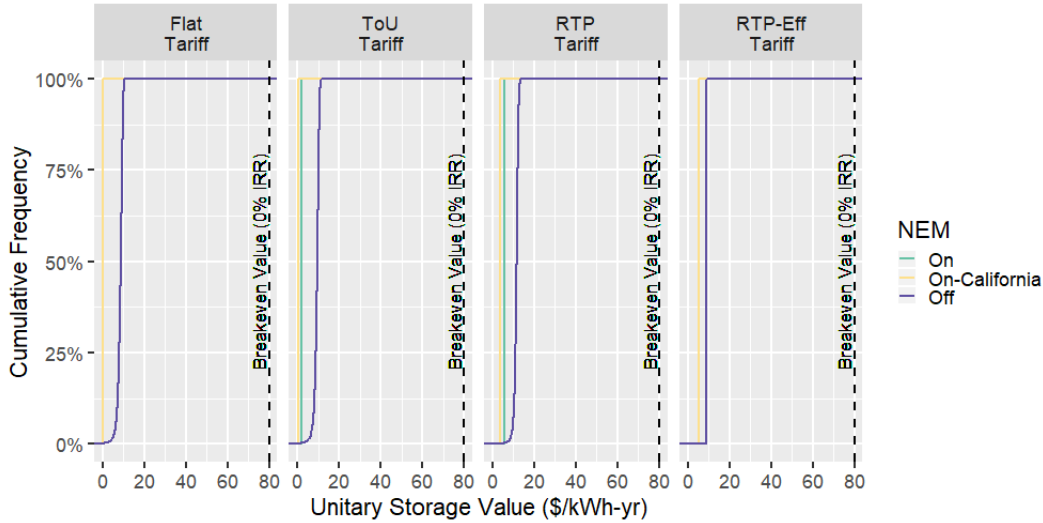 Flat
Tariff
ToU
Tariff
RTP
Tariff
RTP-Eff
Tariff
Cumulative Frequency
100%
75%
50%
25%
0%
Breakeven Value (0% IRR)
Breakeven Value (0% IRR)
Breakeven Value (0% IRR)
Breakeven Value (0% IRR)
0 20 40 60 80
0 20 40 60 80
0 20 40 60 80
0 20 40 60 80
Unitary Storage Value ($/kWh-yr)
NEM
On
On-California
Off